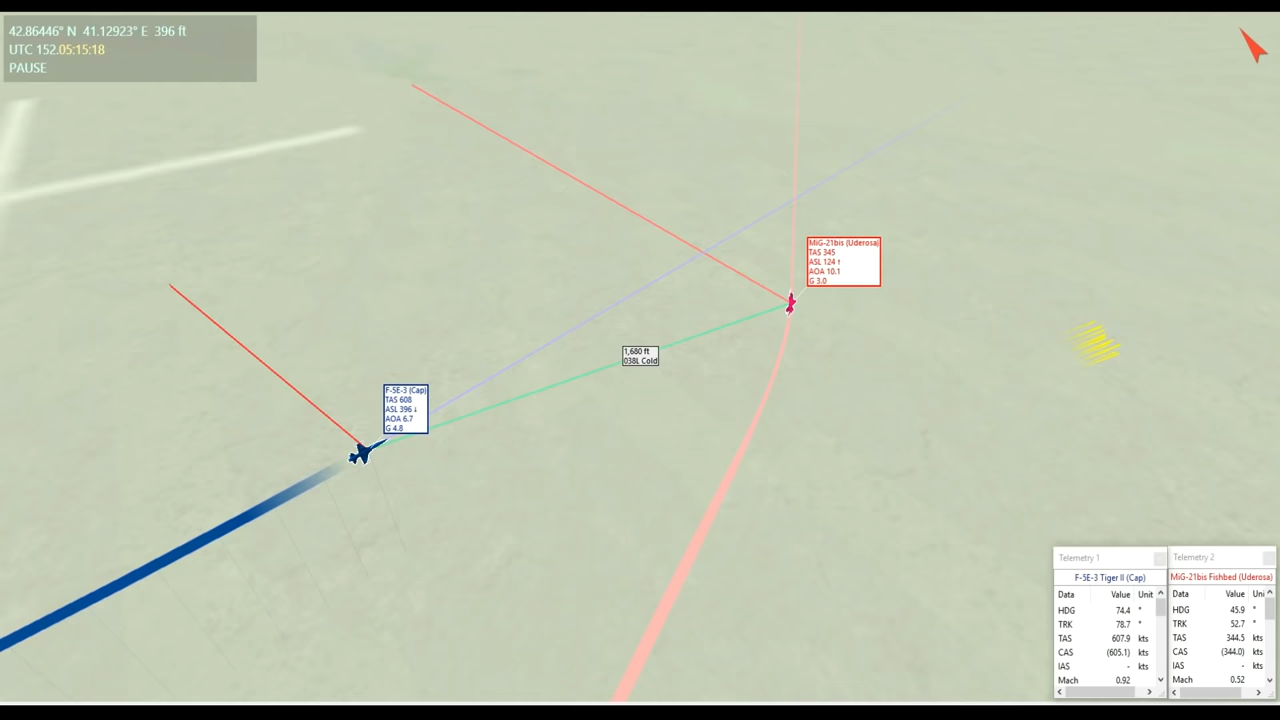 42.86446° N 41.12923° E 396 ft
UTC 152.05:15:18
PAUSE
MiG-21bis (Uderosa)
TAS 345
ASL 124 ↑
AOA 10.1
G 3.0
1,680 ft
038L Cold
F-5E-3 (Cap)
TAS 608
ASL 396 ↓
AOA 6.7
G 4.8
Telemetry 1
F-5E-3 Tiger II (Cap)
Data Value Unit
HDG 74.4 °
TRK 78.7 °
TAS 607.9 kts
CAS (605.1) kts
IAS - kts
Mach 0.92
Telemetry 2
MiG-21bis Fishbed (Uderosa)
Data Value Uni
HDG 45.9 °
TRK 52.7 °
TAS 344.5 kts
CAS (344.0) kts
IAS - kts
Mach 0.52